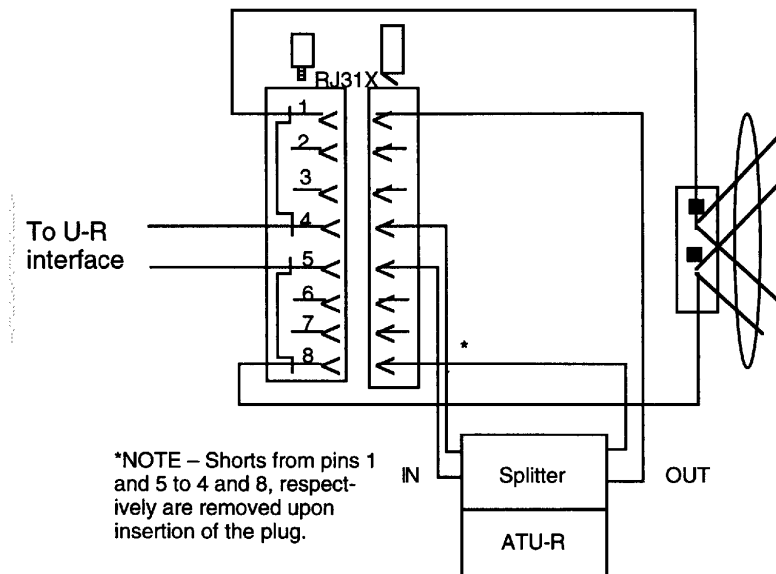 RJ31X
1
2
3
4
5
6
7
8
To U-R
interface
*
*NOTE – Shorts from pins 1
and 5 to 4 and 8, respect-
ively are removed upon
insertion of the plug.
IN
Splitter
OUT
ATU-R